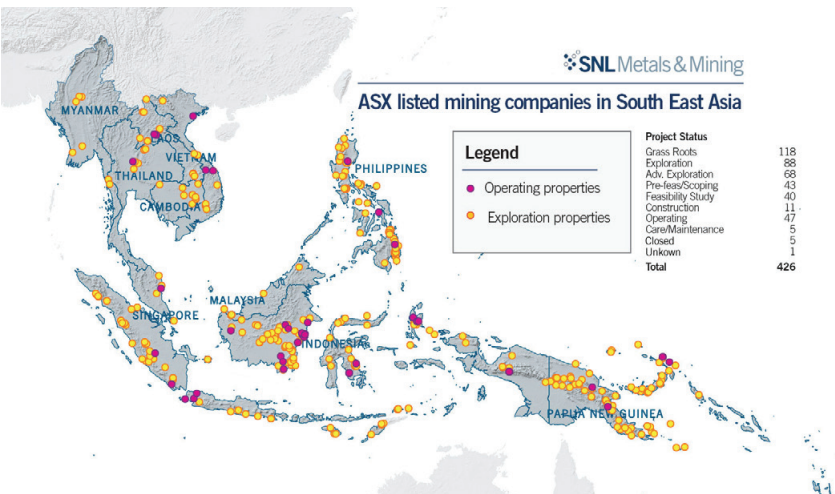 SNL Metals & Mining
ASX listed mining companies in South East Asia
Legend
Operating properties
Exploration properties
Project Status
Grass Roots 118
Exploration 88
Adv. Exploration 68
Pre-feas/Scoping 43
Feasibility Study 40
Construction 11
Operating 47
Care/Maintenance 5
Closed 5
Unkown 1
Total 426
MYANMAR
LAOS
VIETNAM
THAILAND
CAMBODIA
PHILIPPINES
MALAYSIA
SINGAPORE
INDONESIA
PAPUA NEW GUINEA